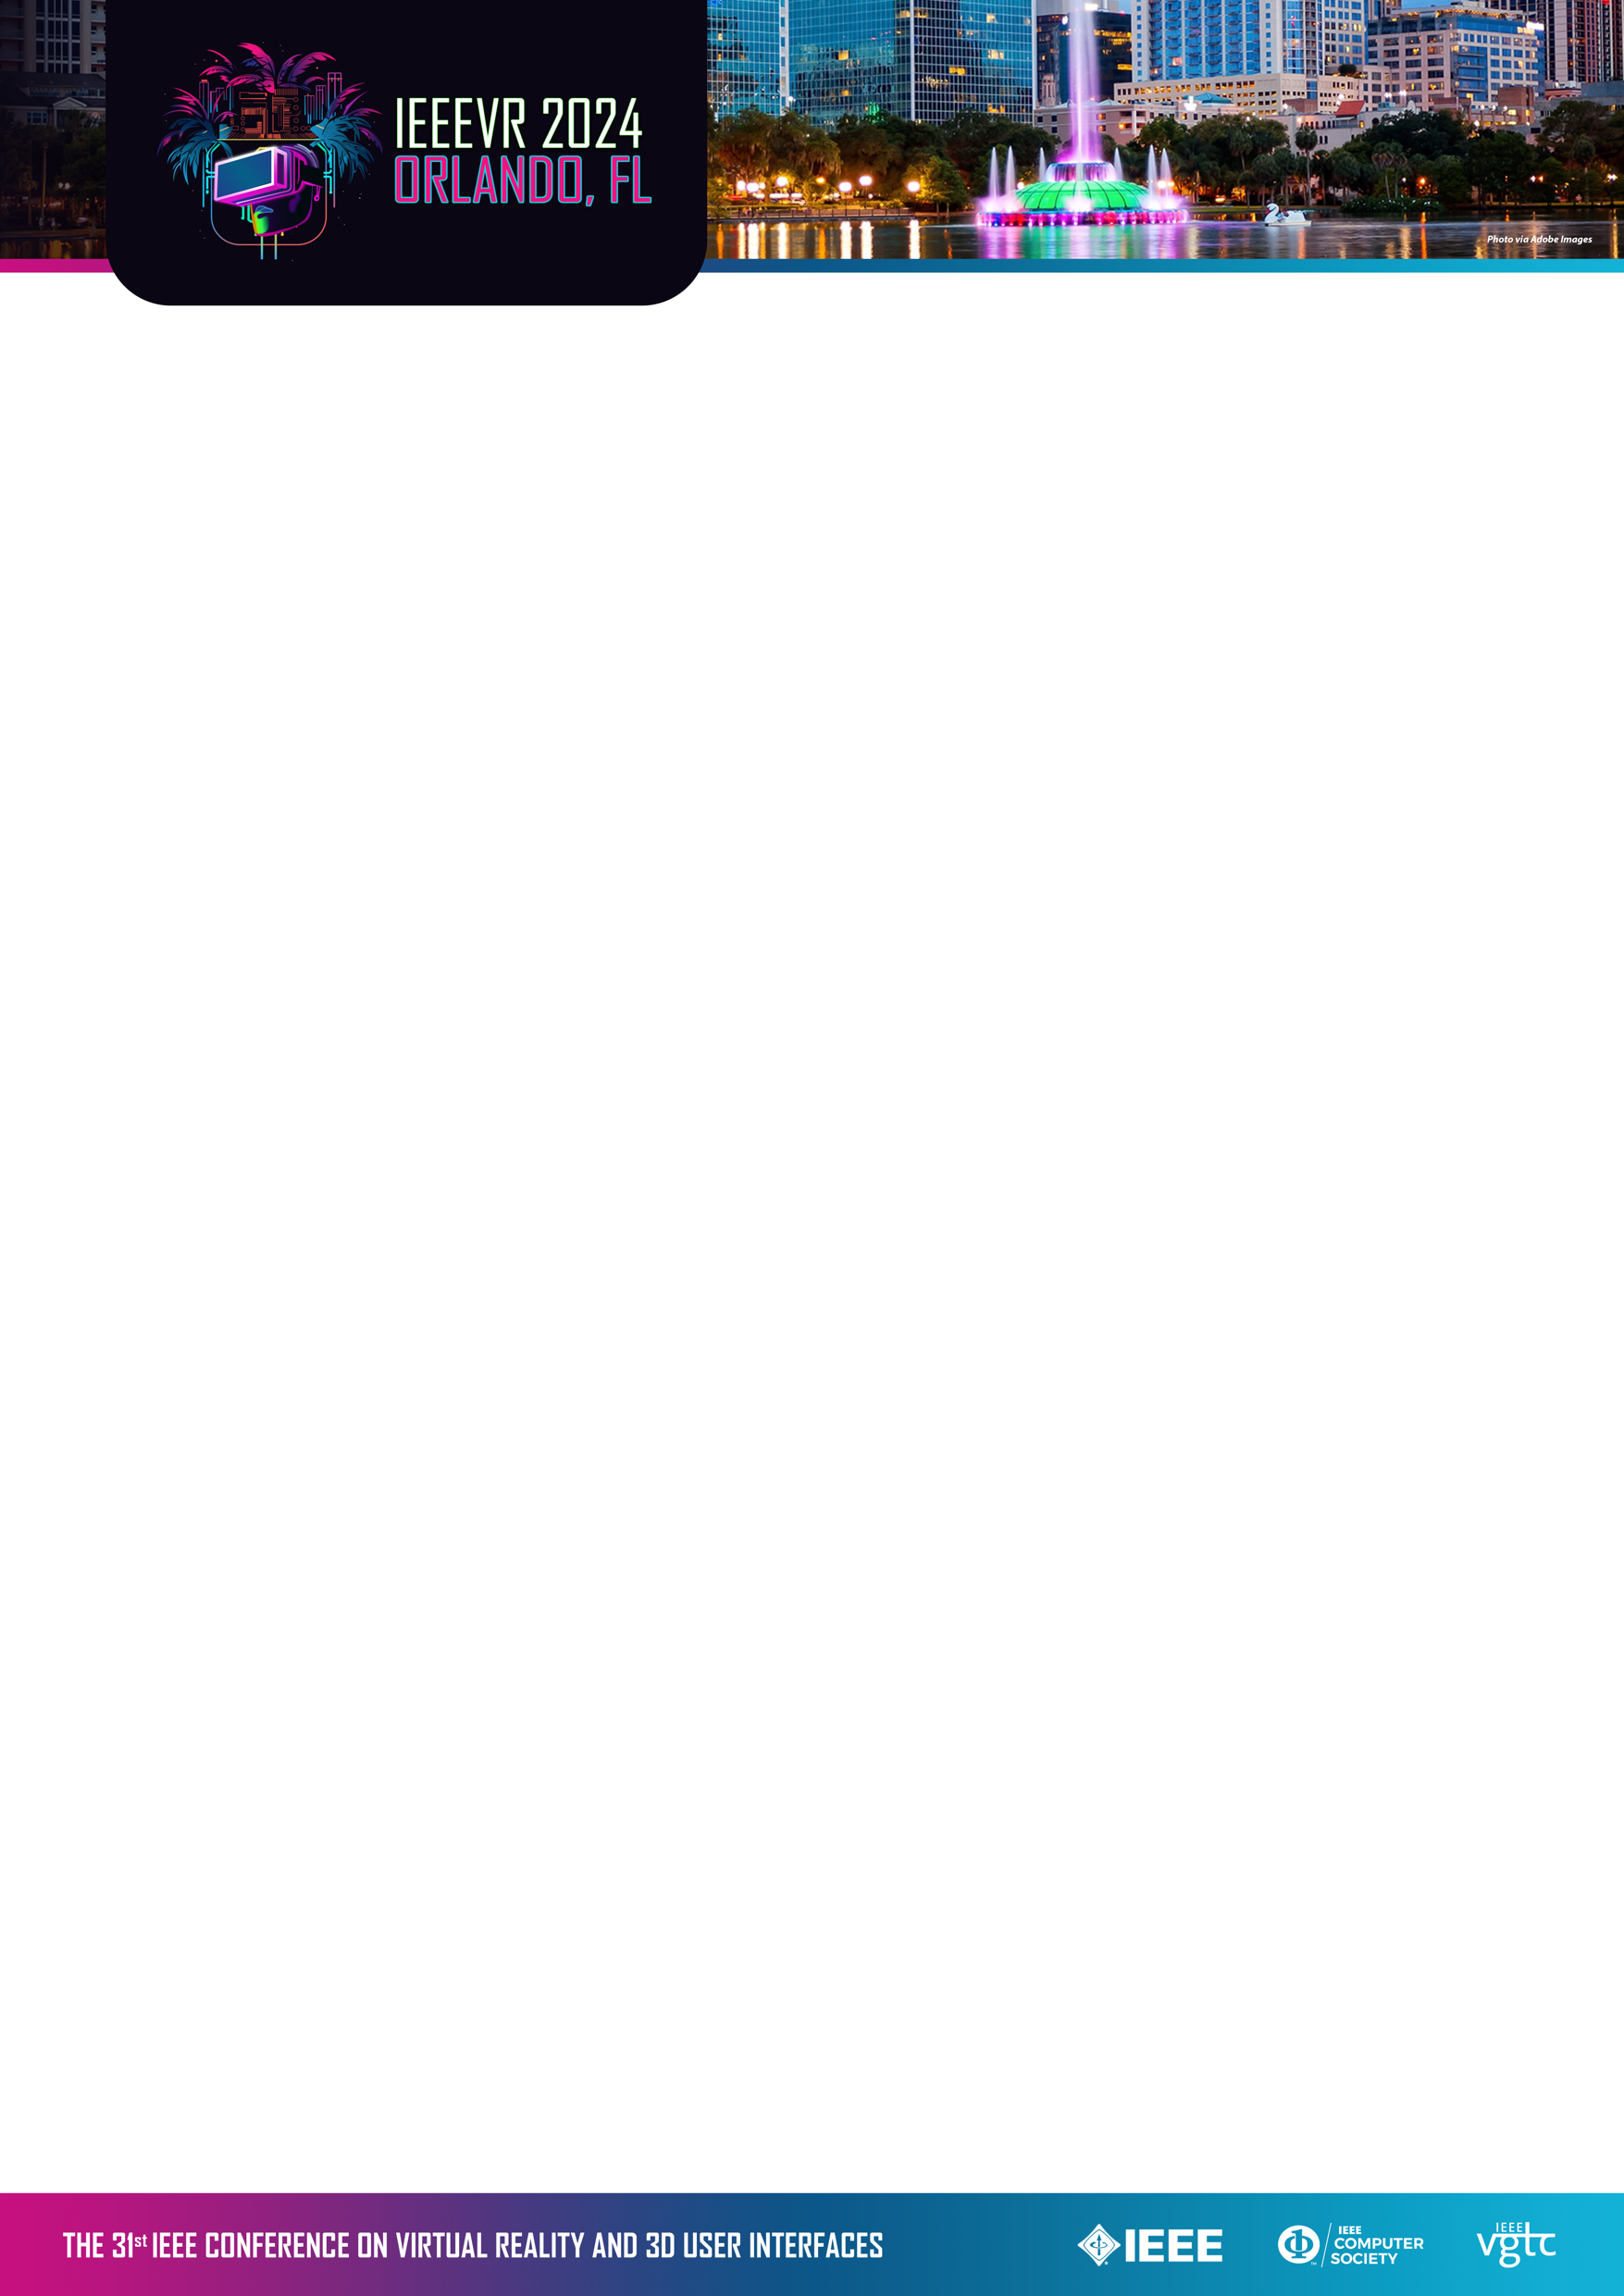 IEEEVR 2024
ORLANDO, FL
Photo via Adobe Images
THE 31st IEEE CONFERENCE ON VIRTUAL REALITY AND 3D USER INTERFACES
IEEE
IEEE
COMPUTER
SOCIETY
IEEE
vgtc